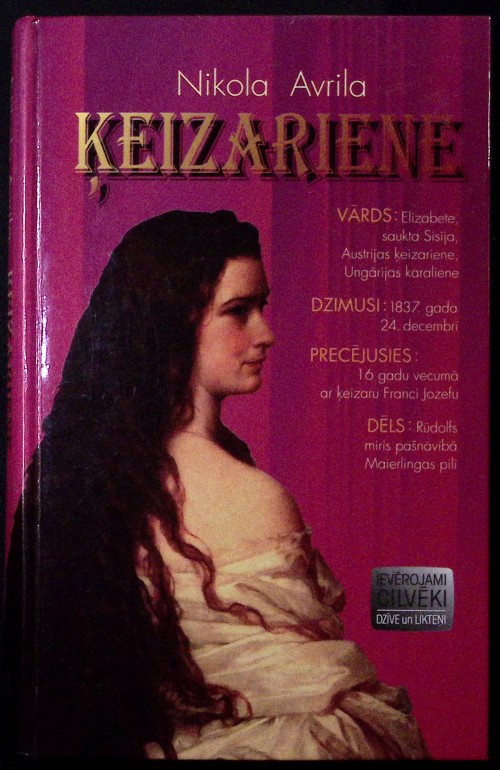 Nikola Avrila
ĶEIZARIENE
VĀRDS: Elizabete,
saukta Sisija,
Austrijas ķeizariene,
Ungārijas karaliene
DZIMUSI: 1837. gada
24. decembrī
PRECĒJUSIES:
16 gadu vecumā
ar ķeizaru Franci Jozefu
DĒLS: Rūdolfs
miris pašnāvībā
Maierlingas pilī
IEVĒROJAMI
CILVĒKI
DZĪVE un LIKTENI